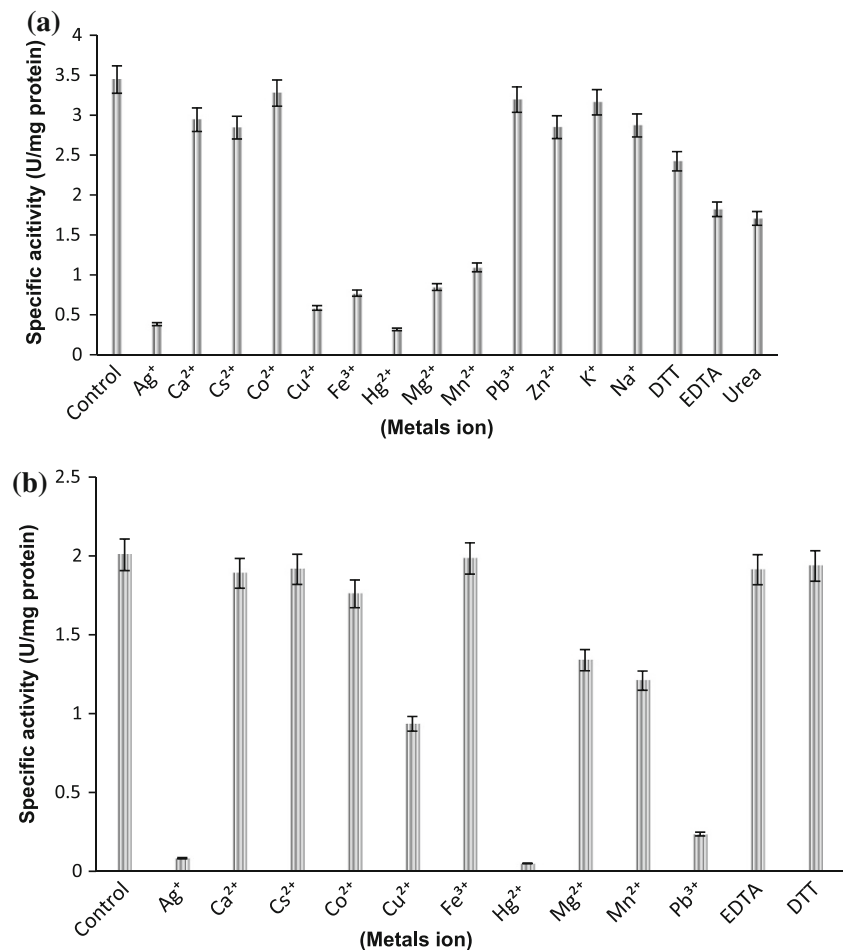 (a)
Specific acitivity (U/mg protein)
4
3.5
3
2.5
2
1.5
1
0.5
0
Control Ag⁺ Ca²⁺ Cs²⁺ Co²⁺ Cu²⁺ Fe³⁺ Hg²⁺ Mg²⁺ Mn²⁺ Pb³⁺ Zn²⁺ K⁺ Na⁺ DTT EDTA Urea
(Metals ion)
(b)
Specific activity (U/mg protein)
2.5
2
1.5
1
0.5
0
Control Ag⁺ Ca²⁺ Cs²⁺ Co²⁺ Cu²⁺ Fe³⁺ Hg²⁺ Mg²⁺ Mn²⁺ Pb³⁺ EDTA DTT
(Metals ion)